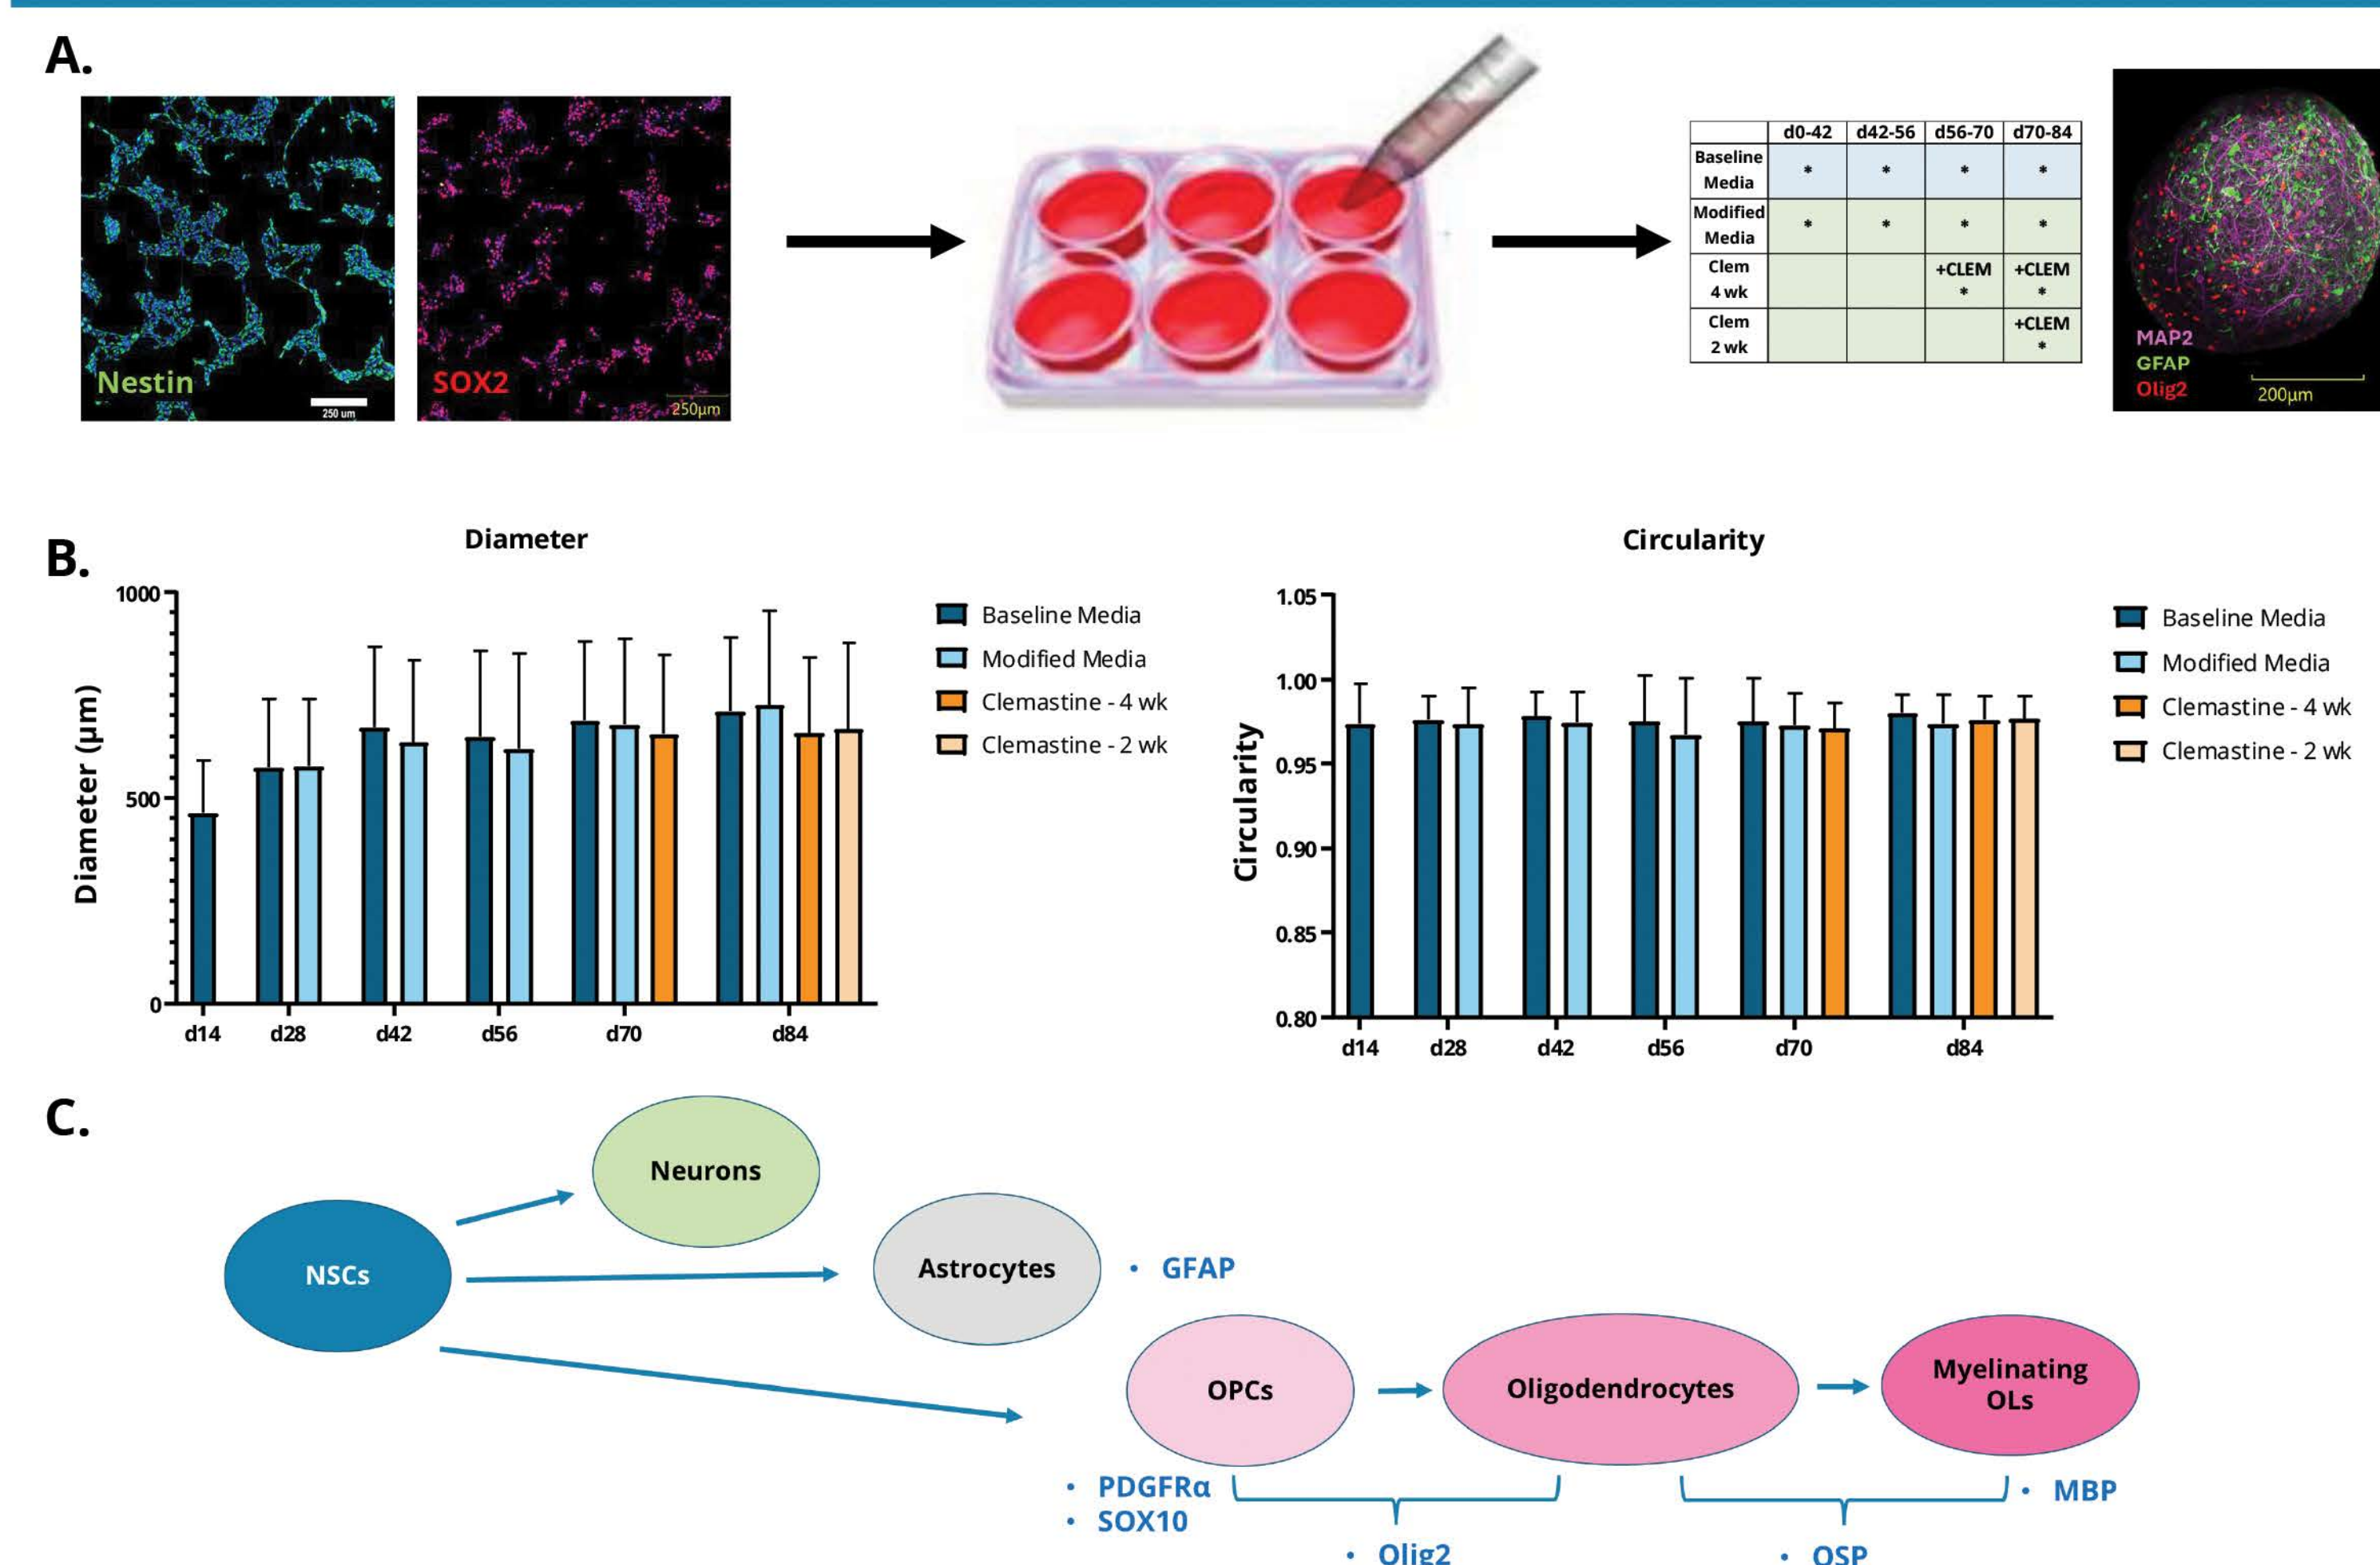 A.
Nestin
250 um
SOX2
250µm
d0-42 d42-56 d56-70 d70-84
Baseline
Media
* * * *
Modified
Media
* * * *
Clem
4 wk
+CLEM +CLEM
* *
Clem
2 wk
+CLEM
*
MAP2
GFAP
Olig2
200µm
B.
Diameter
Diameter (µm)
1000
500
0
d14 d28 d42 d56 d70 d84
Baseline Media
Modified Media
Clemastine - 4 wk
Clemastine - 2 wk
Circularity
Circularity
1.05
1.00
0.95
0.90
0.85
0.80
d14 d28 d42 d56 d70 d84
Baseline Media
Modified Media
Clemastine - 4 wk
Clemastine - 2 wk
C.
NSCs
Neurons
Astrocytes
• GFAP
OPCs
Oligodendrocytes
Myelinating
OLs
• PDGFRα
• SOX10
• Olig2
• OSP
• MBP